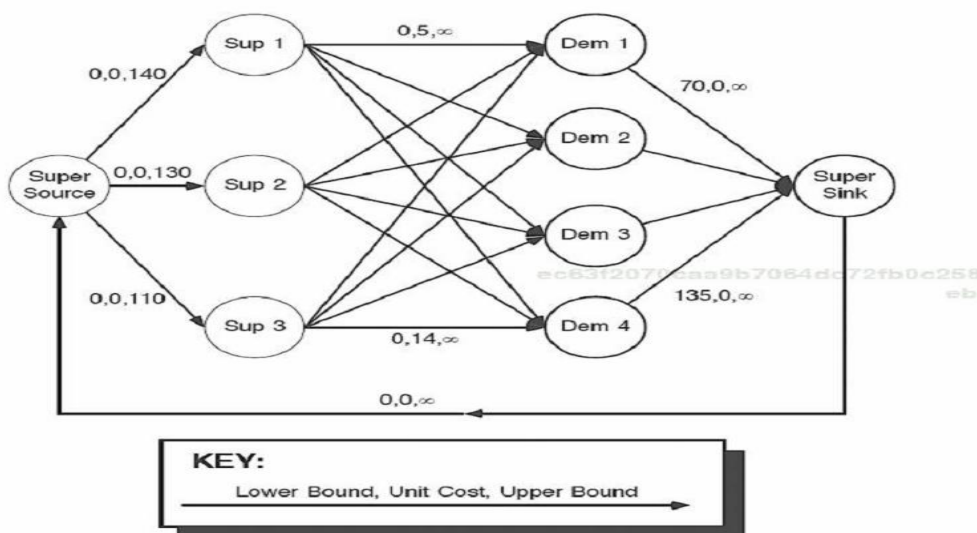 Sup 1
0,5,∞
Dem 1
0,0,140
70,0,∞
Dem 2
Super
Source
0,0,130
Sup 2
Super
Sink
Dem 3
ec63f2070caa9b7064dc72fb0c256
eb
0,0,110
135,0,∞
Sup 3
0,14,∞
Dem 4
0,0,∞
KEY:
Lower Bound, Unit Cost, Upper Bound